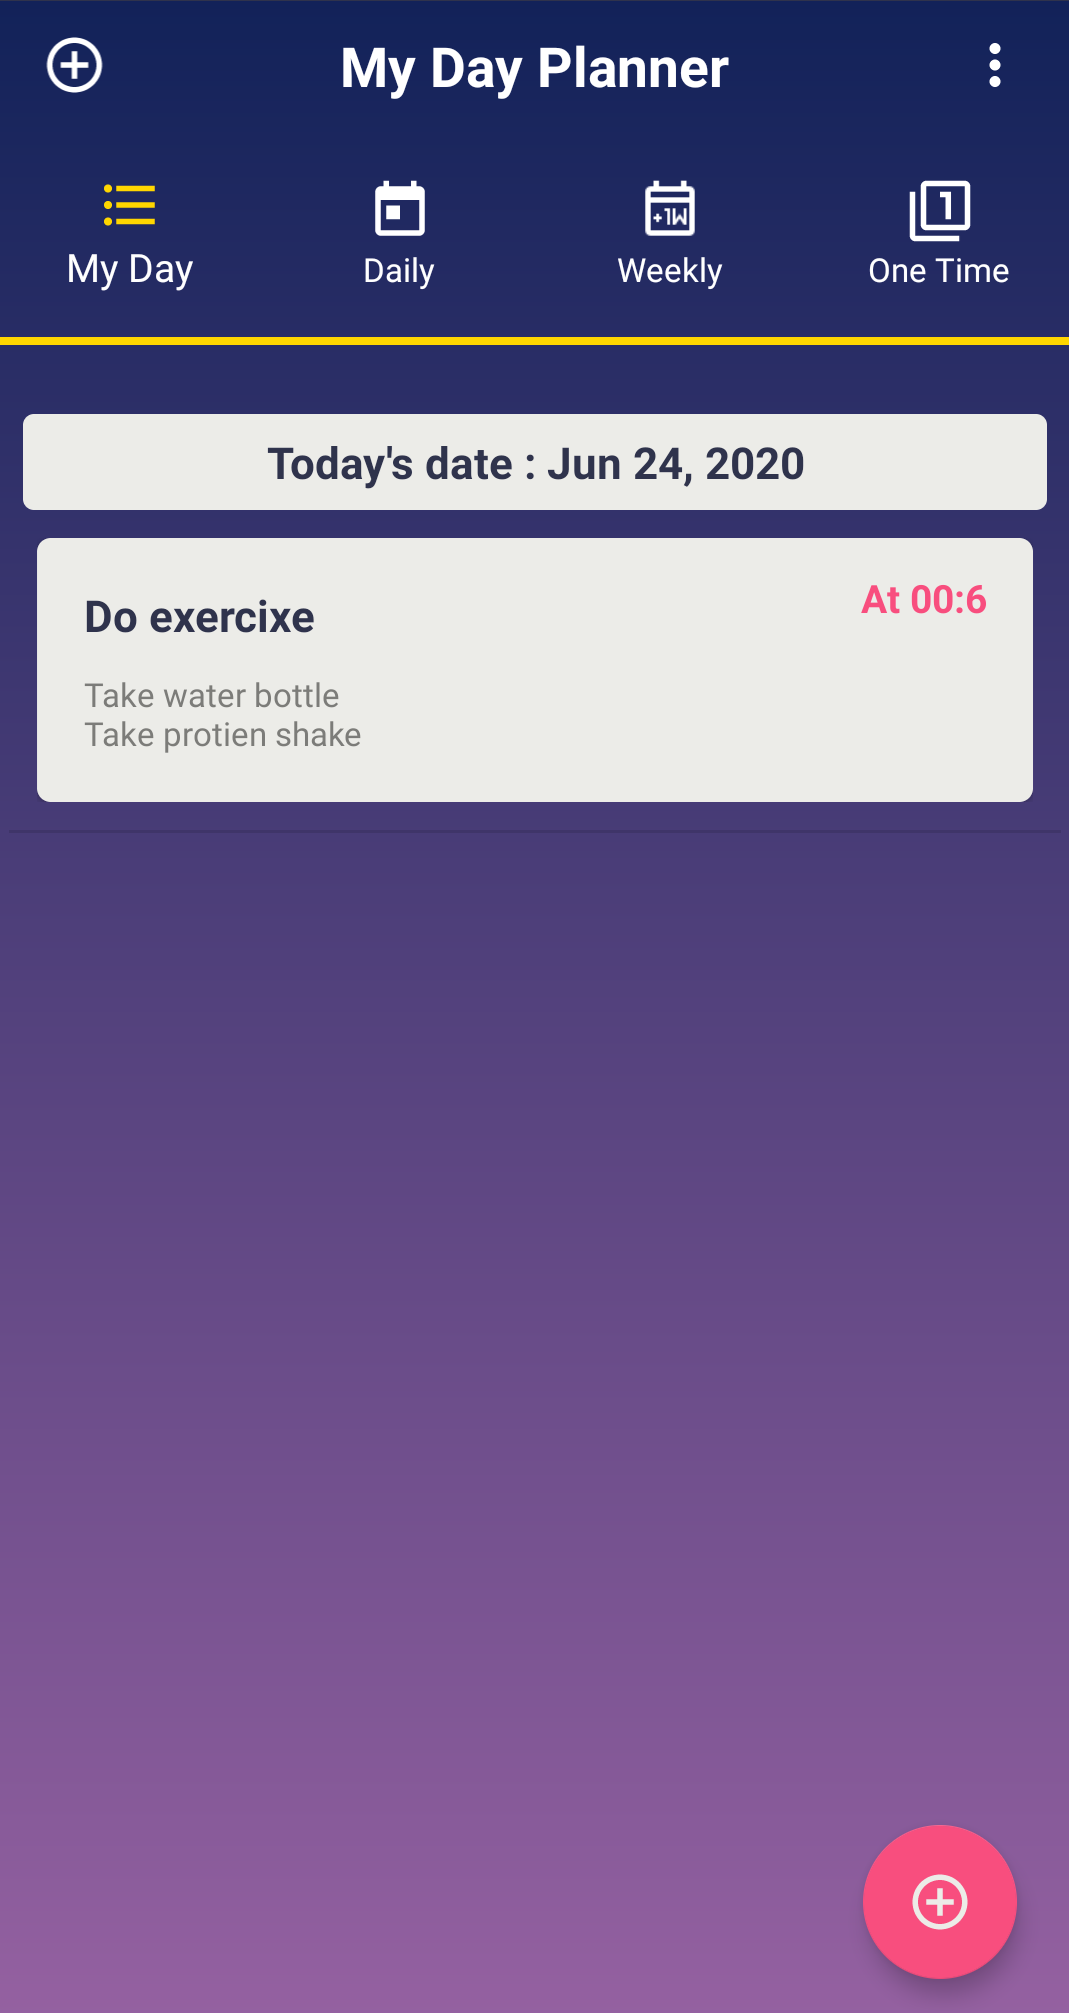 My Day Planner
My Day
Daily
+1W
Weekly
1
One Time
Today's date : Jun 24, 2020
Do exercixe
At 00:6
Take water bottle
Take protien shake